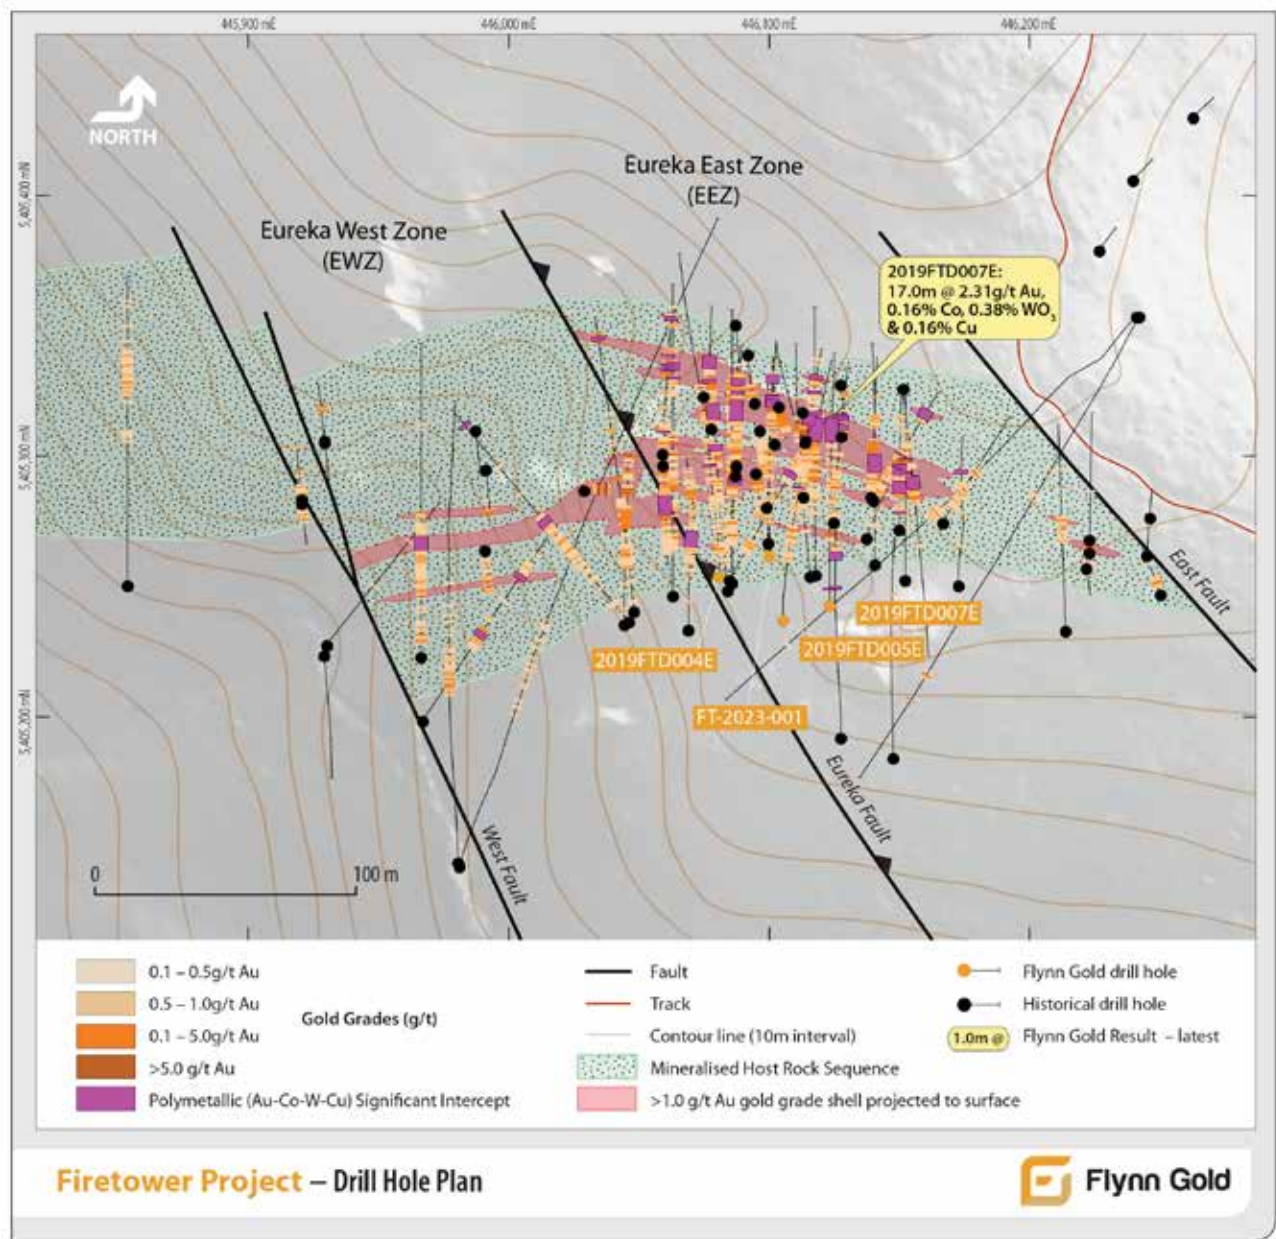 445,900 mE
446,000 mE
446,100 mE
446,200 mE
5,405,400 mN
5,405,300 mN
5,405,200 mN
NORTH
Eureka East Zone
(EEZ)
Eureka West Zone
(EWZ)
2019FTD007E:
17.0m @ 2.31g/t Au,
0.16% Co, 0.38% WO3
& 0.16% Cu
East Fault
2019FTD007E
2019FTD005E
2019FTD004E
FT-2023-001
Eureka Fault
West Fault
0 100 m
0.1 – 0.5g/t Au
0.5 – 1.0g/t Au
0.1 – 5.0g/t Au
>5.0 g/t Au
Polymetallic (Au-Co-W-Cu) Significant Intercept
Gold Grades (g/t)
Fault
Track
Contour line (10m interval)
Mineralised Host Rock Sequence
>1.0 g/t Au gold grade shell projected to surface
Flynn Gold drill hole
Historical drill hole
1.0m @ Flynn Gold Result – latest
Firetower Project – Drill Hole Plan
Flynn Gold